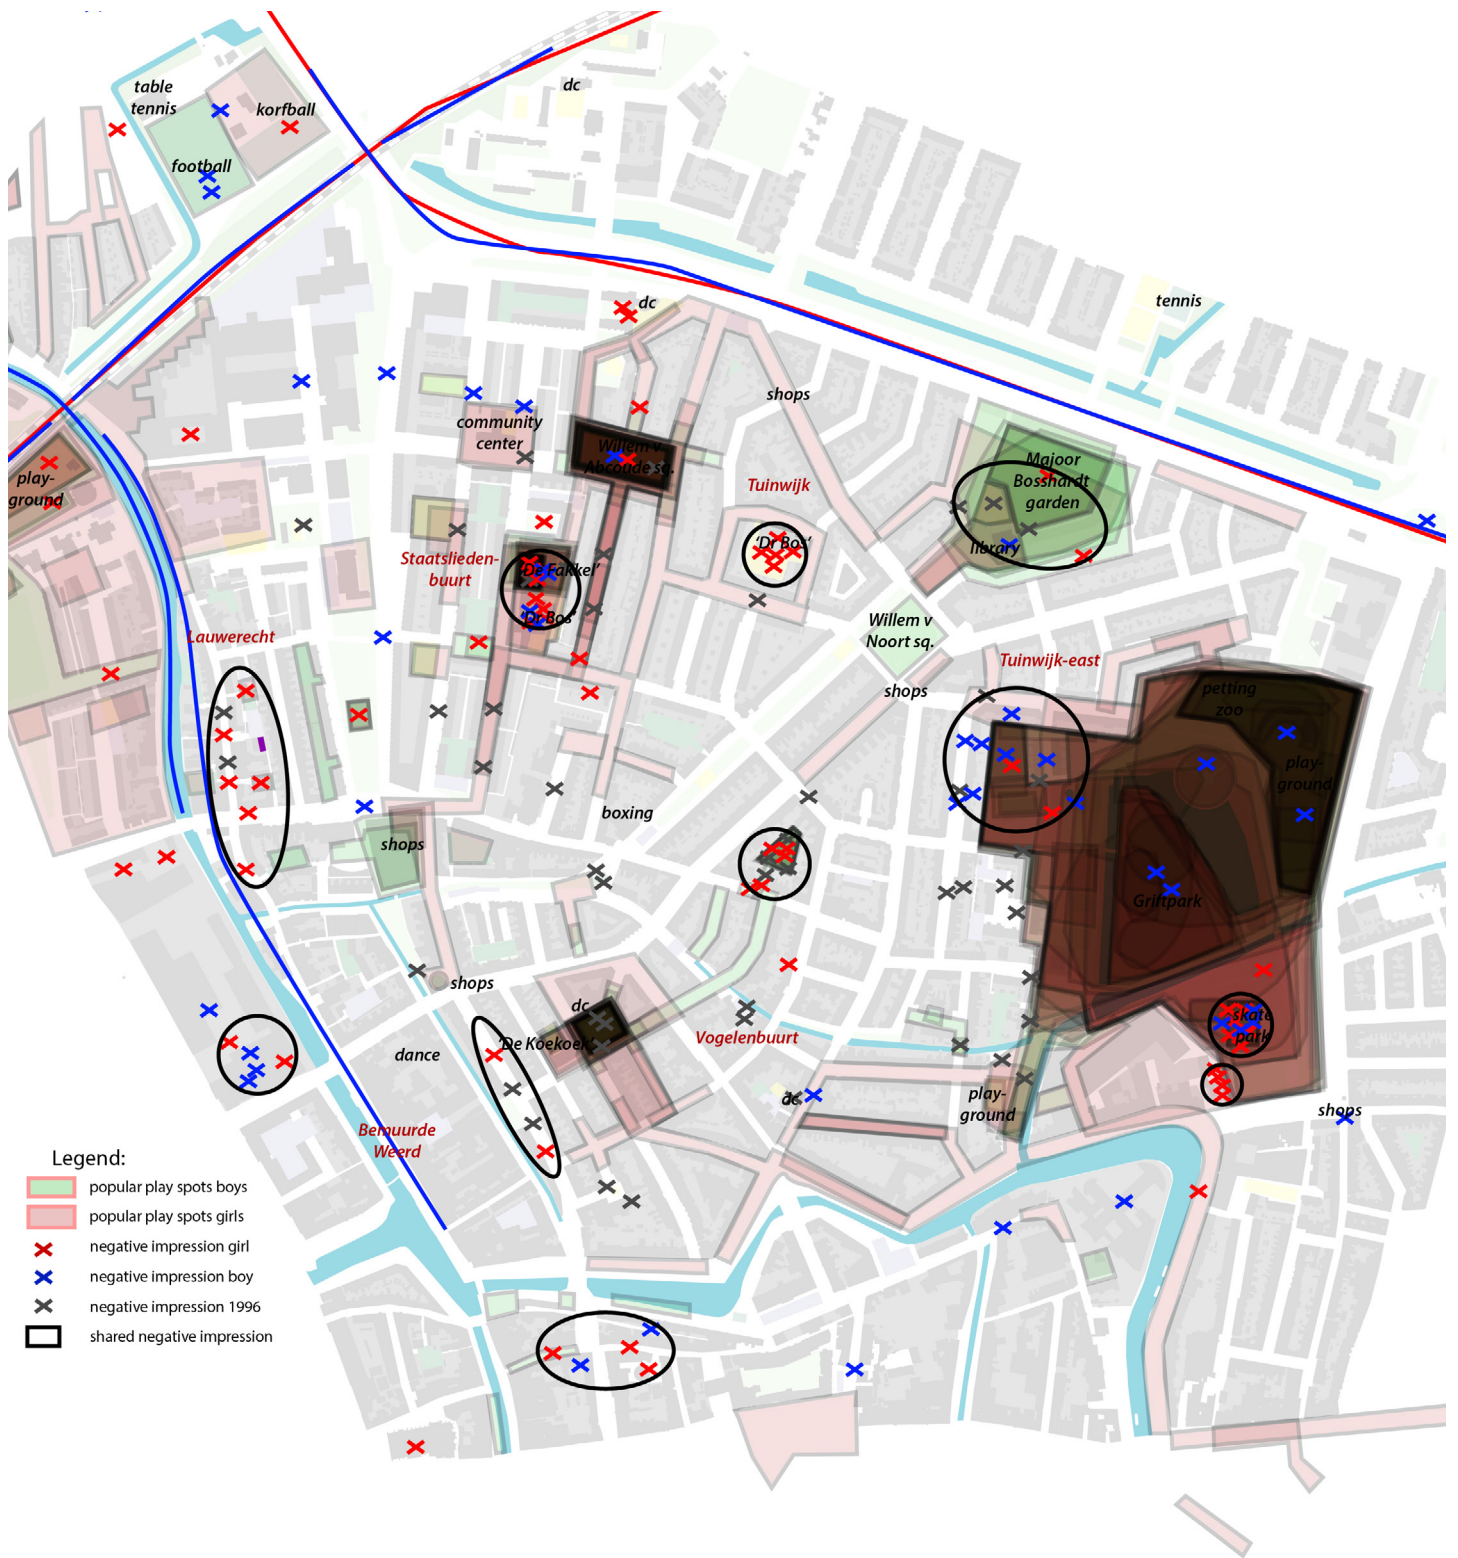 table
tennis
korfball
football
dc
tennis
dc
shops
community
center
Willem v
Abcoude sq.
play-
ground
Tuinwijk
Majoor
Bosshardt
garden
library
'Dr Bos'
Staatslieden-
buurt
'De Fakkel'
'Dr Bos'
Willem v
Noort sq.
Lauwerecht
Tuinwijk-east
shops
petting
zoo
play-
ground
boxing
shops
Griftpark
shops
dc
'De Koekoek'
dance
Vogelenbuurt
skate
park
dc
play-
ground
shops
Bemuurde
Weerd
Legend:
popular play spots boys
popular play spots girls
negative impression girl
negative impression boy
negative impression 1996
shared negative impression